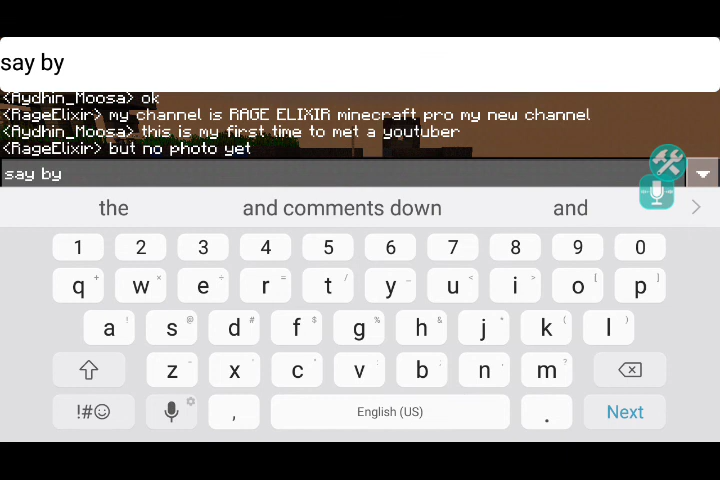 say by
<Aydhin_Moosa> ok
<RageElixir> my channel is RAGE ELIXIR minecraft pro my new channel
<Aydhin_Moosa> this is my first time to met a youtuber
<RageElixir> but no photo yet
say by
the and comments down and
1 2 3 4 5 6 7 8 9 0
q + w × e ÷ r = t / y _ u < i > o [ p ]
a ! s @ d # f $ g % h & j * k ( l )
z - x ' c " v : b ; n , m ?
!#☺ , English (US) . Next